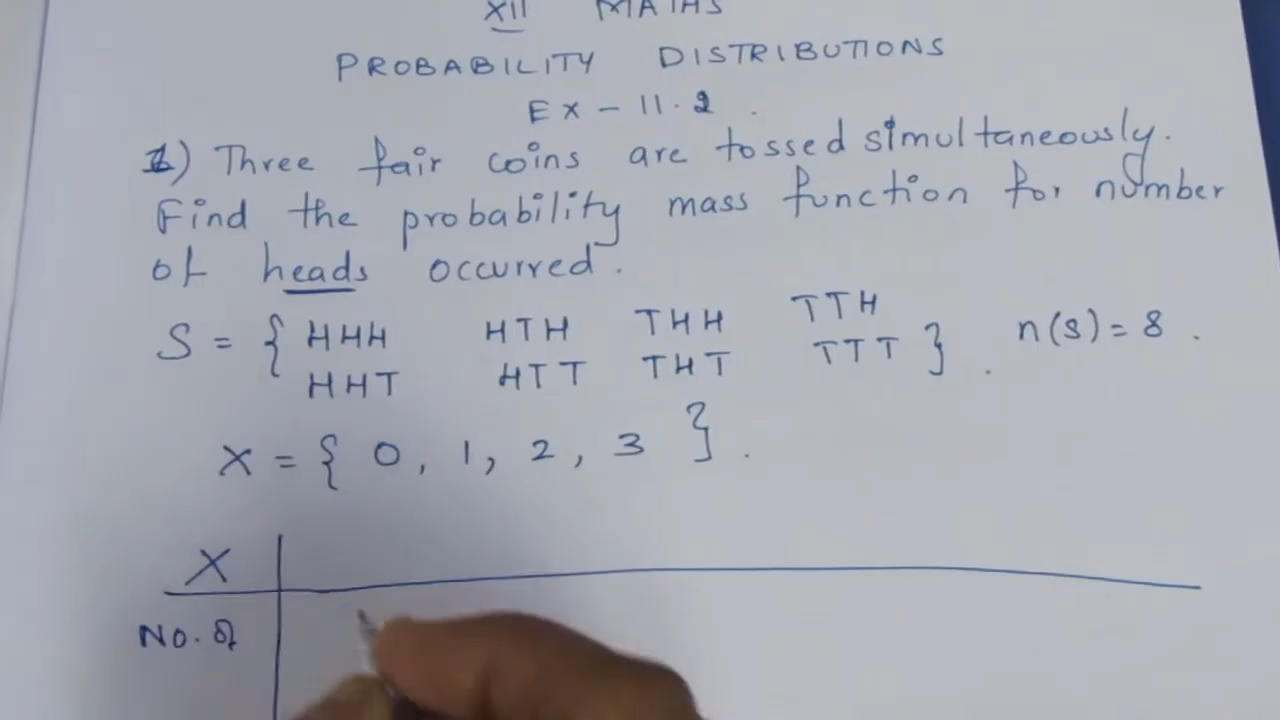 XII MATHS
PROBABILITY DISTRIBUTIONS
Ex - 11.2
1) Three fair coins are tossed simultaneously.
Find the probability mass function for number
of heads occurred.
S = { HHH HTH THH TTH
HHT HTT THT TTT } . n(s) = 8 .
X = { 0, 1, 2, 3 } .
X
No. of